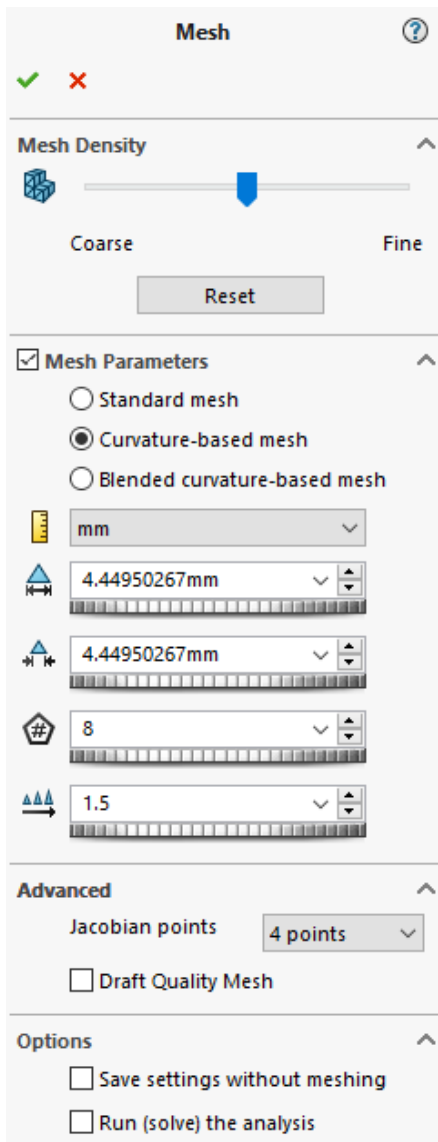 Mesh
?
Mesh Density
Coarse Fine
Reset
Mesh Parameters
Standard mesh
Curvature-based mesh
Blended curvature-based mesh
mm
4.44950267mm
4.44950267mm
#
8
1.5
Advanced
Jacobian points 4 points
Draft Quality Mesh
Options
Save settings without meshing
Run (solve) the analysis